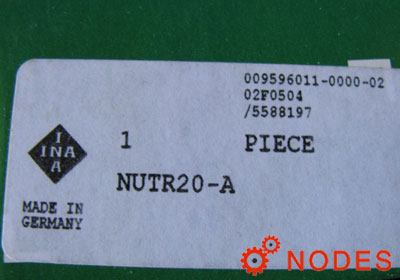 009596011-0000-02
02F0504
/5588197
I
INA
A
1 PIECE
NUTR20-A
MADE IN
GERMANY
NODES